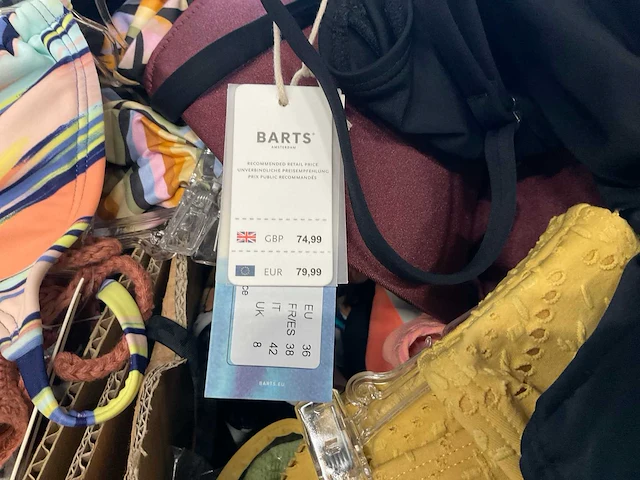 BARTS
AMSTERDAM
RECOMMENDED RETAIL PRICE
UNVERBINDLICHE PREISEMPFEHLUNG
PRIX PUBLIC RECOMMANDÉS
GBP 74,99
EUR 79,99
EU 36
FR/ES 38
IT 42
UK 8
BARTS.EU